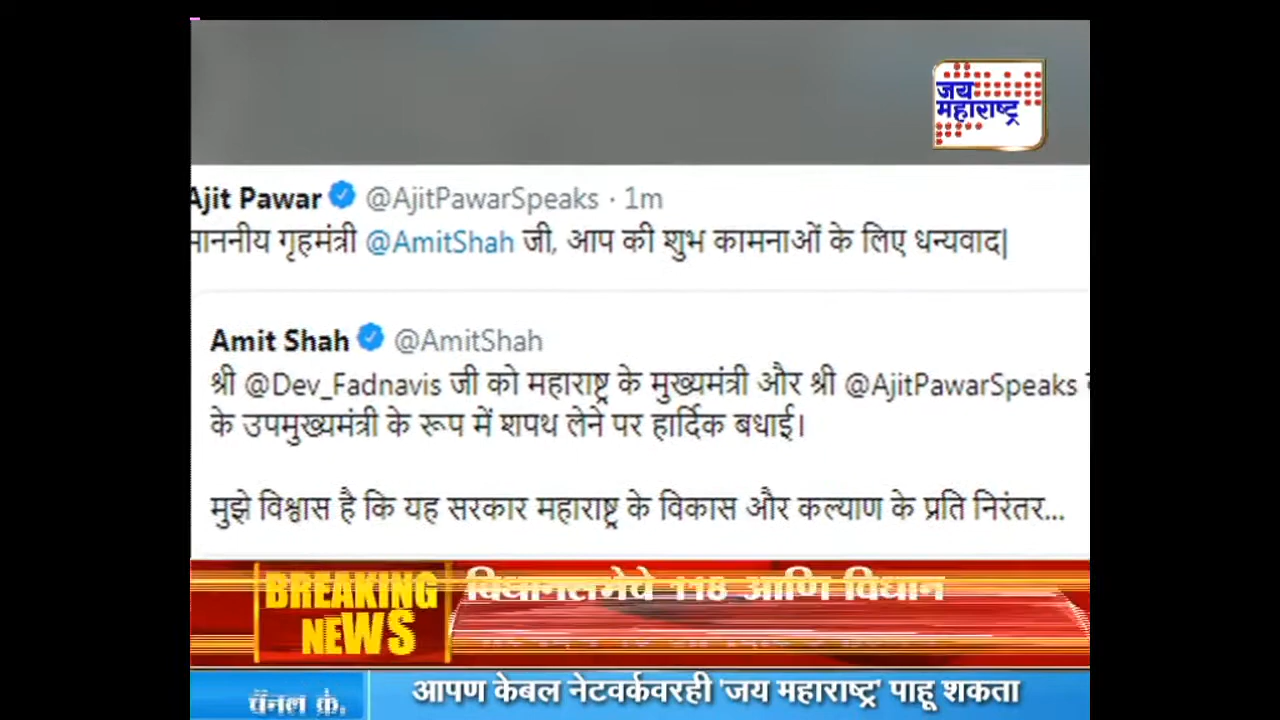 जय
महाराष्ट्र
Ajit Pawar @AjitPawarSpeaks · 1m
माननीय गृहमंत्री @AmitShah जी, आप की शुभ कामनाओं के लिए धन्यवाद|
Amit Shah @AmitShah
श्री @Dev_Fadnavis जी को महाराष्ट्र के मुख्यमंत्री और श्री @AjitPawarSpeaks
के उपमुख्यमंत्री के रूप में शपथ लेने पर हार्दिक बधाई।
मुझे विश्वास है कि यह सरकार महाराष्ट्र के विकास और कल्याण के प्रति निरंतर...
BREAKING
NEWS
विधानसभेचे 118 आणि विधान
चॅनल क्रं.
आपण केबल नेटवर्कवरही 'जय महाराष्ट्र' पाहू शकता